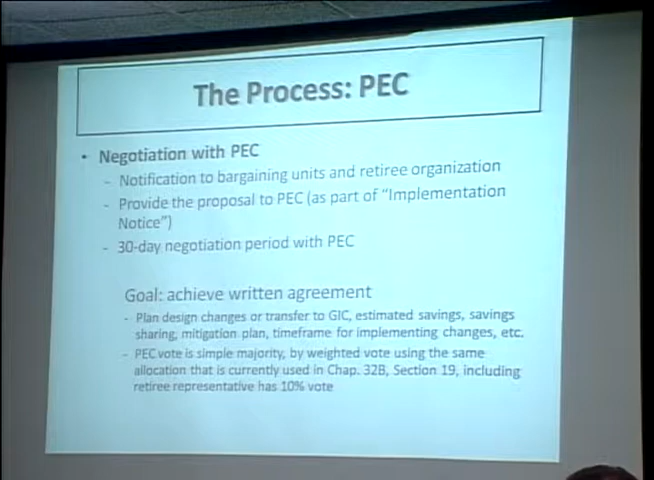 The Process: PEC
• Negotiation with PEC
- Notification to bargaining units and retiree organization
- Provide the proposal to PEC (as part of "Implementation
Notice")
- 30-day negotiation period with PEC
Goal: achieve written agreement
- Plan design changes or transfer to GIC, estimated savings, savings
sharing, mitigation plan, timeframe for implementing changes, etc.
- PEC vote is simple majority, by weighted vote using the same
allocation that is currently used in Chap. 32B, Section 19, including
retiree representative has 10% vote